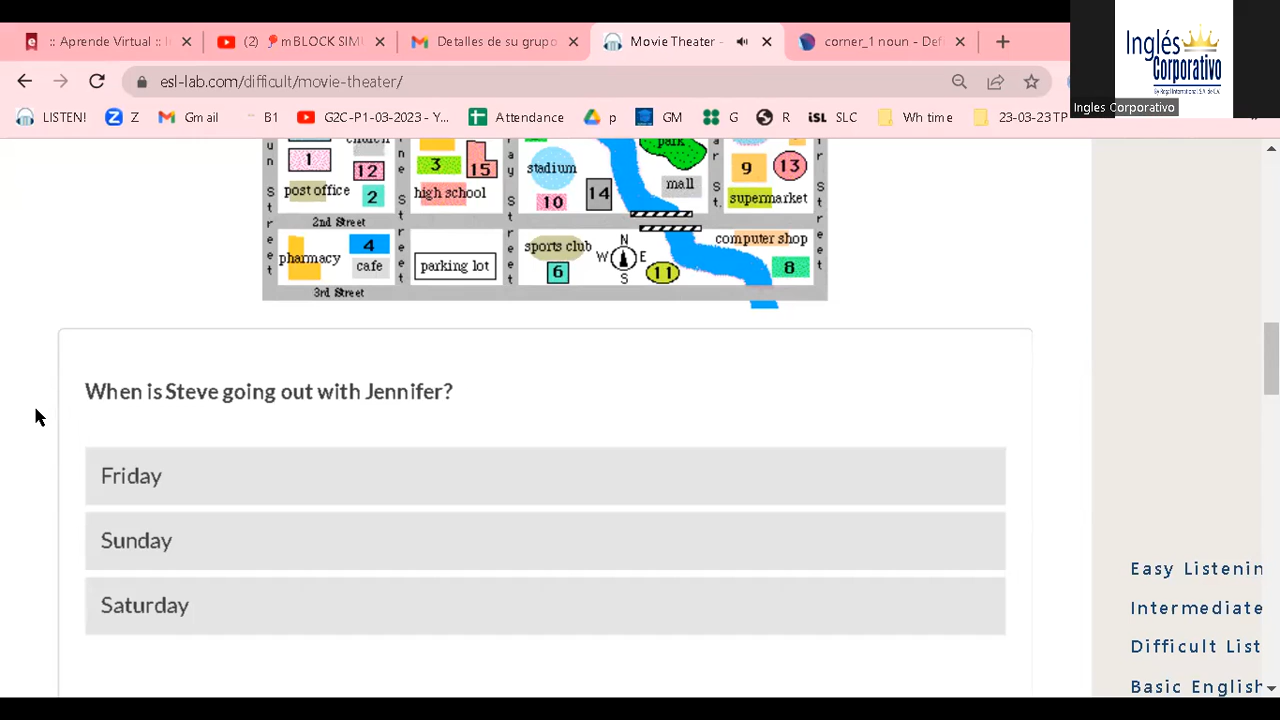 :: Aprende Virtual :: I
(2) mBLOCK SIM
Detalles de su grupo
Movie Theater -
corner_1 noun - Def
Inglés
Corporativo
Ingles Corporativo
esl-lab.com/difficult/movie-theater/
LISTEN!
Z
Gmail
B1
G2C-P1-03-2023 - Y...
Attendance
p
GM
G
R
iSL
SLC
Wh time
23-03-23 TP
1
12
post office
2
3
15
high school
stadium
10
14
park
mall
9
13
supermarket
2nd Street
pharmacy
4
cafe
parking lot
sports club
6
N
W
E
S
11
computer shop
8
3rd Street
When is Steve going out with Jennifer?
Friday
Sunday
Saturday
Easy Listenin
Intermediate
Difficult List
Basic English